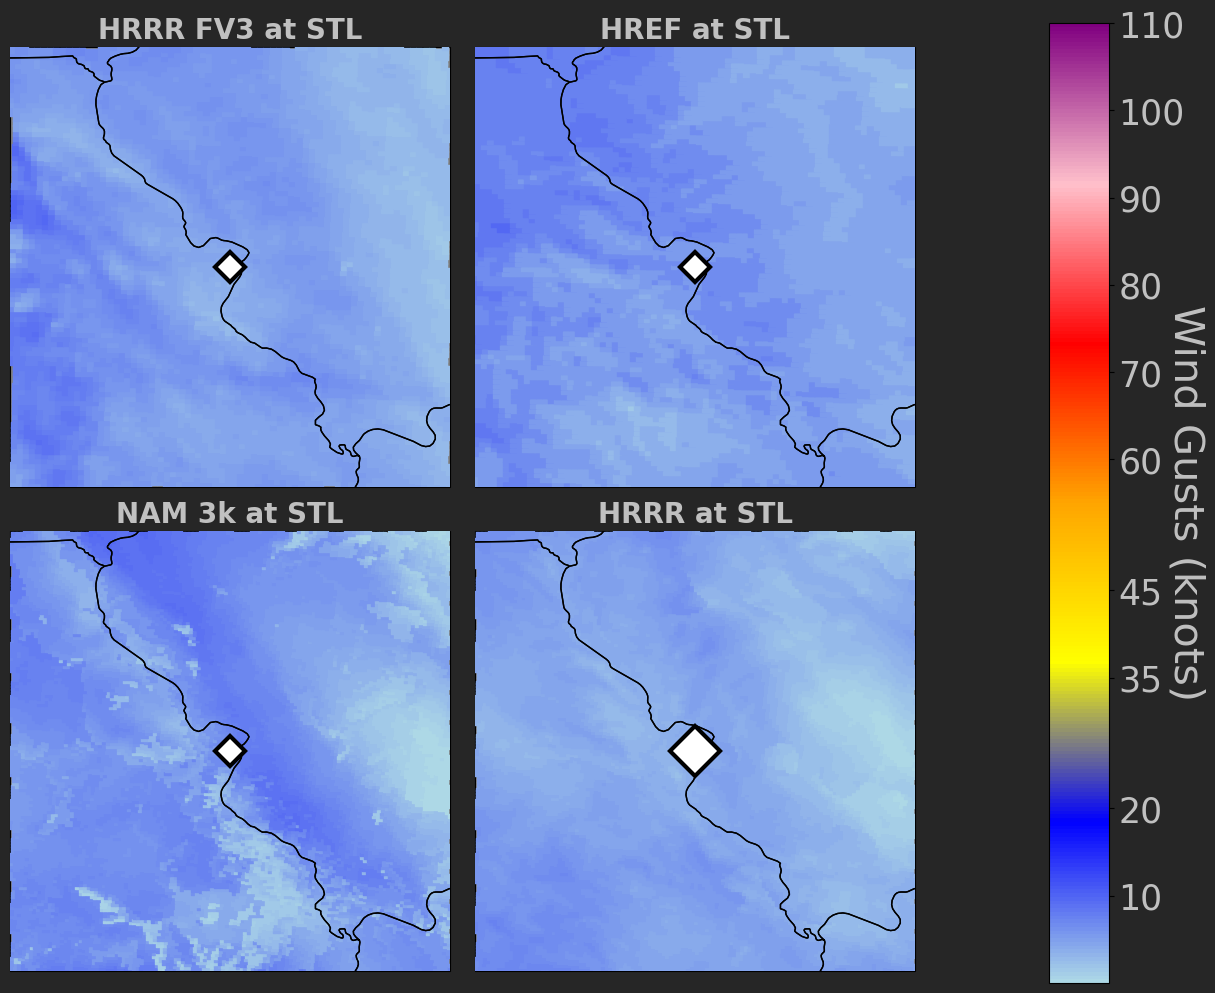 HRRR FV3 at STL
HREF at STL
NAM 3k at STL
HRRR at STL
110
100
90
80
70
60
45
35
20
10
Wind Gusts (knots)